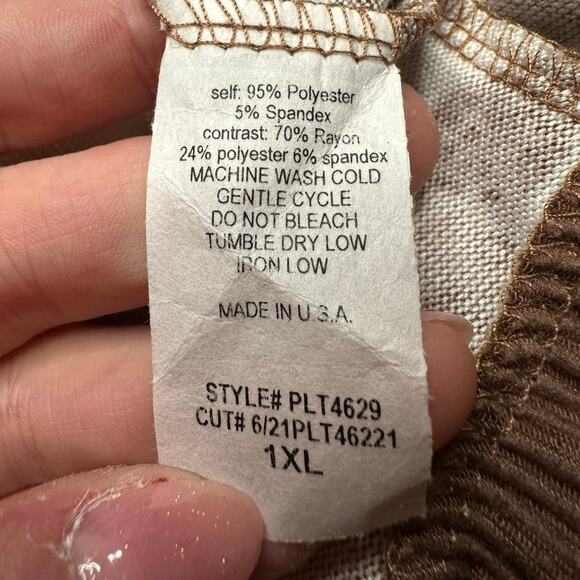 self: 95% Polyester
5% Spandex
contrast: 70% Rayon
24% polyester 6% spandex
MACHINE WASH COLD
GENTLE CYCLE
DO NOT BLEACH
TUMBLE DRY LOW
IRON LOW
MADE IN U.S.A.
STYLE# PLT4629
CUT# 6/21PLT46221
1XL